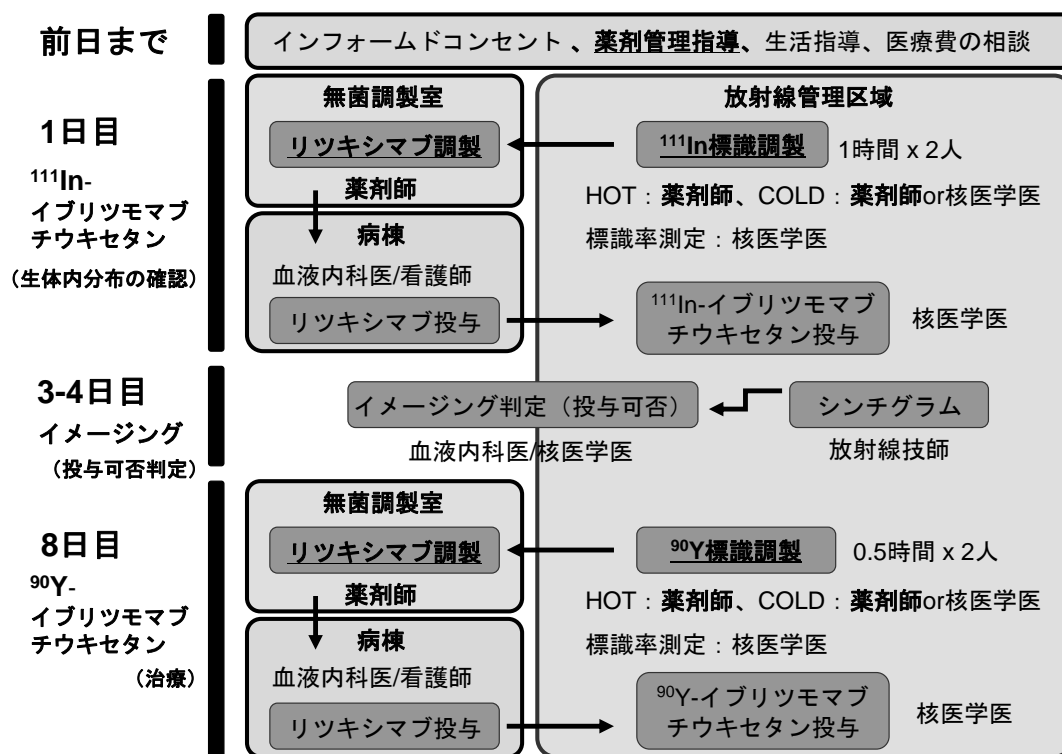 前日まで
インフォームドコンセント 、薬剤管理指導、生活指導、医療費の相談
1日目
¹¹¹In-
イブリツモマブ
チウキセタン
（生体内分布の確認）
無菌調製室
リツキシマブ調製
薬剤師
病棟
血液内科医/看護師
リツキシマブ投与
放射線管理区域
¹¹¹In標識調製 1時間 x 2人
HOT：薬剤師、COLD：薬剤師or核医学医
標識率測定：核医学医
¹¹¹In-イブリツモマブ
チウキセタン投与
核医学医
3-4日目
イメージング
（投与可否判定）
イメージング判定（投与可否）
血液内科医/核医学医
シンチグラム
放射線技師
8日目
⁹⁰Y-
イブリツモマブ
チウキセタン
（治療）
無菌調製室
リツキシマブ調製
薬剤師
病棟
血液内科医/看護師
リツキシマブ投与
⁹⁰Y標識調製 0.5時間 x 2人
HOT：薬剤師、COLD：薬剤師or核医学医
標識率測定：核医学医
⁹⁰Y-イブリツモマブ
チウキセタン投与
核医学医